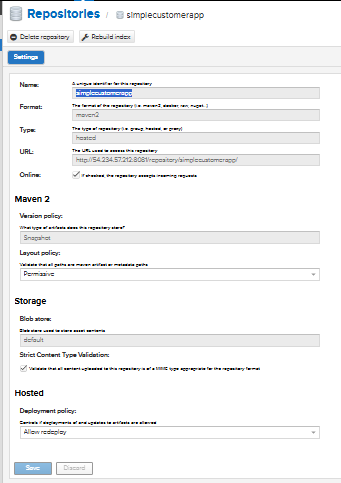 Repositories / simplecustomerapp
Delete repository Rebuild index
Settings
Name: A unique identifier for this repository
simplecustomerapp
Format: The format of the repository (i.e. maven2, docker, raw, nuget...)
maven2
Type: The type of repository (i.e. group, hosted, or proxy)
hosted
URL: The URL used to access this repository
http://54.234.57.212:8081/repository/simplecustomerapp/
Online: If checked, the repository accepts incoming requests
Maven 2
Version policy:
What type of artifacts does this repository store?
Snapshot
Layout policy:
Validate that all paths are maven artifact or metadata paths
Permissive
Storage
Blob store:
Blob store used to store asset contents
default
Strict Content Type Validation:
Validate that all content uploaded to this repository is of a MIME type appropriate for the repository format
Hosted
Deployment policy:
Controls if deployments of and updates to artifacts are allowed
Allow redeploy
Save Discard